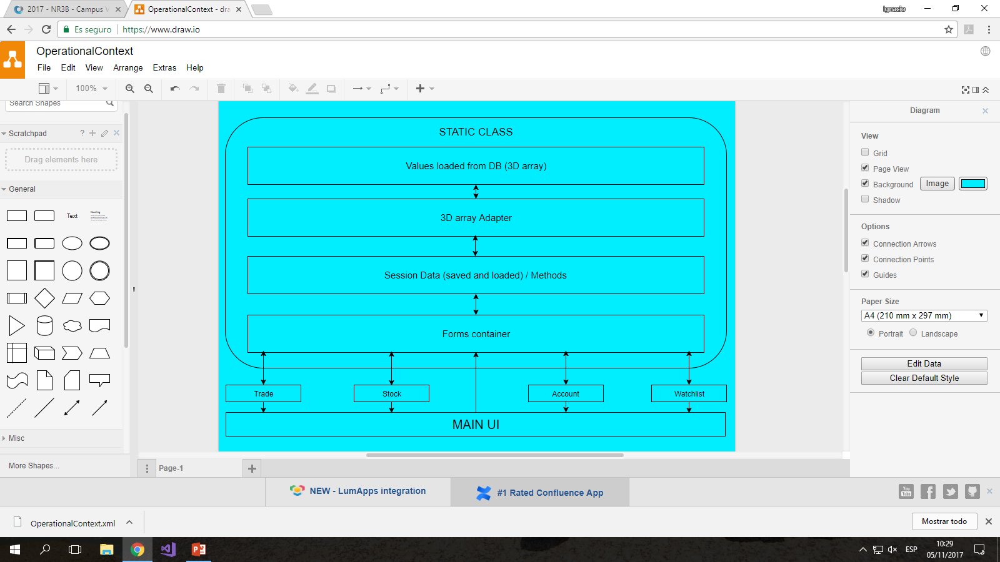 2017 - NR3B - Campus V
OperationalContext - dra
Ignacio
Es seguro
https://www.draw.io
OperationalContext
File Edit View Arrange Extras Help
100%
Search Shapes
Scratchpad
?
Drag elements here
General
Text
Heading
Misc
More Shapes...
STATIC CLASS
Values loaded from DB (3D array)
3D array Adapter
Session Data (saved and loaded) / Methods
Forms container
Trade
Stock
Account
Watchlist
MAIN UI
Page-1
Diagram
View
Grid
Page View
Background
Image
Shadow
Options
Connection Arrows
Connection Points
Guides
Paper Size
A4 (210 mm x 297 mm)
Portrait
Landscape
Edit Data
Clear Default Style
NEW - LumApps integration
#1 Rated Confluence App
You
Tube
OperationalContext.xml
Mostrar todo
ESP
10:29
05/11/2017